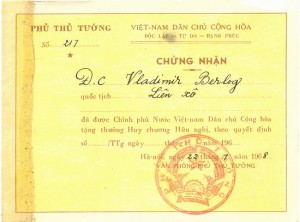 PHỦ THỦ TƯỚNG
Số 217
VIỆT-NAM DÂN CHỦ CỘNG HÒA
ĐỘC LẬP - TỰ DO - HẠNH PHÚC
CHỨNG NHẬN
Đ.C Vladimir Berlog
quốc tịch Liên xô
đã được Chính phủ Nước Việt-Nam Dân chủ Cộng hòa
tặng thưởng Huy chương Hữu nghị, theo quyết định
số /TTg ngày tháng năm 196
Hà-nội, ngày 22 tháng 7 năm 1968
VĂN PHÒNG PHỦ THỦ TƯỚNG